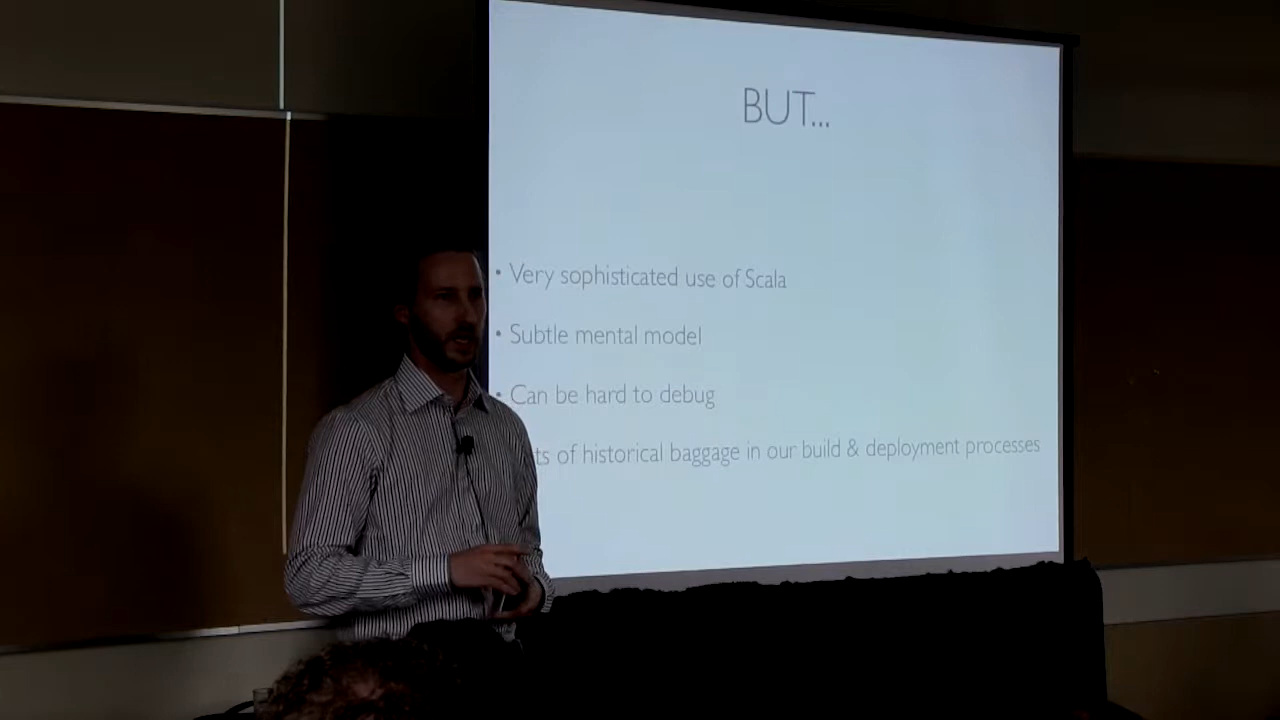 BUT...
• Very sophisticated use of Scala
• Subtle mental model
• Can be hard to debug
of historical baggage in our build & deployment processes